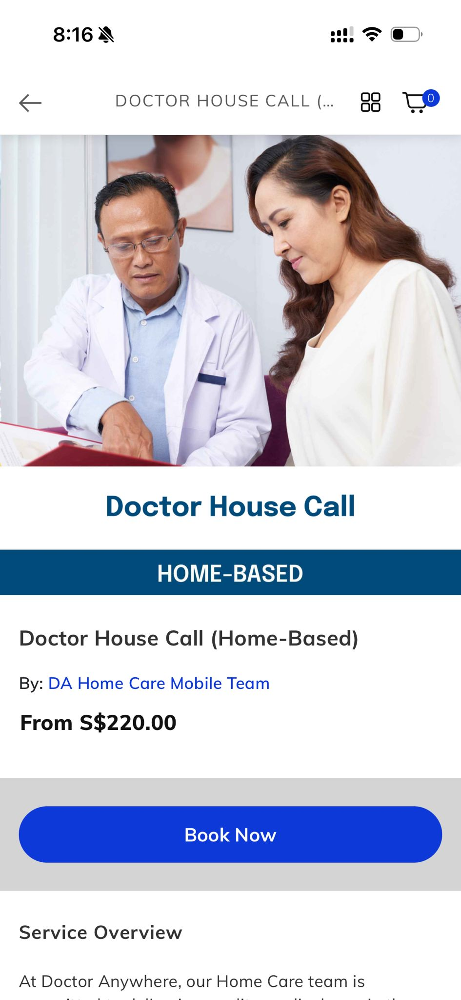 8:16
DOCTOR HOUSE CALL (...
0
Doctor House Call
HOME-BASED
Doctor House Call (Home-Based)
By: DA Home Care Mobile Team
From S$220.00
Book Now
Service Overview
At Doctor Anywhere, our Home Care team is